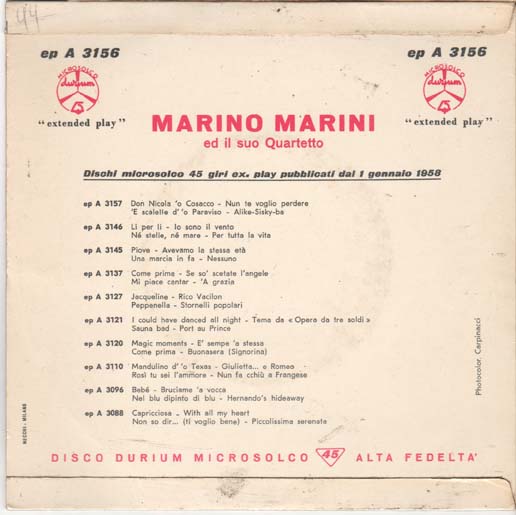 44
ep A 3156
ep A 3156
MICROSOLCO
durium
45
MICROSOLCO
durium
45
"extended play"
"extended play"
MARINO MARINI
ed il suo Quartetto
Dischi microsolco 45 giri ex. play pubblicati dal 1 gennaio 1958
ep A 3157 Don Nicola 'o Cosacco - Nun te voglio perdere
'E scalelle d' 'o Paraviso - Alike-Sisky-ba
ep A 3146 Li per li - Io sono il vento
Né stelle, né mare - Per tutta la vita
ep A 3145 Piove - Avevamo la stessa età
Una marcia in fa - Nessuno
ep A 3137 Come prima - Se so' scetate l'angele
Mi piace cantar - 'A grazia
ep A 3127 Jacqueline - Rico Vacilon
Peppenella - Stornelli popolari
ep A 3121 I could have danced all night - Tema da « Opera da tre soldi »
Sauna bad - Port au Prince
ep A 3120 Magic moments - E' sempe 'a stessa
Come prima - Buonasera (Signorina)
ep A 3110 Mandulino d' 'o Texas - Giulietta... e Romeo
Rosì tu sei l'ammore - Nun fa cchiù a Frangese
ep A 3096 Bebè - Bruciame 'a vocca
Nel blu dipinto di blu - Hernando's hideaway
ep A 3088 Capricciosa - With all my heart
Non so dir... (ti voglio bene) - Piccolissima serenata
Photocolor. Carpinacci
NECCHI - MILANO
DISCO DURIUM MICROSOLCO 45 ALTA FEDELTA'